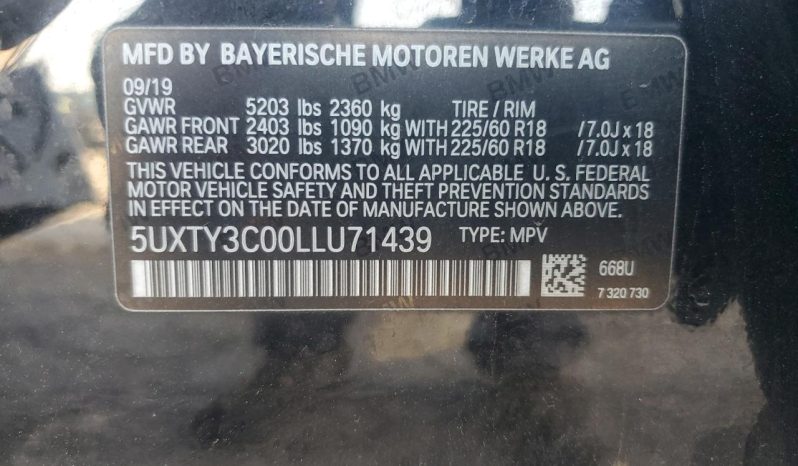 MFD BY BAYERISCHE MOTOREN WERKE AG
09/19
GVWR 5203 lbs 2360 kg TIRE / RIM
GAWR FRONT 2403 lbs 1090 kg WITH 225/60 R18 /7.0J x 18
GAWR REAR 3020 lbs 1370 kg WITH 225/60 R18 /7.0J x 18
THIS VEHICLE CONFORMS TO ALL APPLICABLE U. S. FEDERAL
MOTOR VEHICLE SAFETY AND THEFT PREVENTION STANDARDS
IN EFFECT ON THE DATE OF MANUFACTURE SHOWN ABOVE.
5UXTY3C00LLU71439 TYPE: MPV
668U
7 320 730